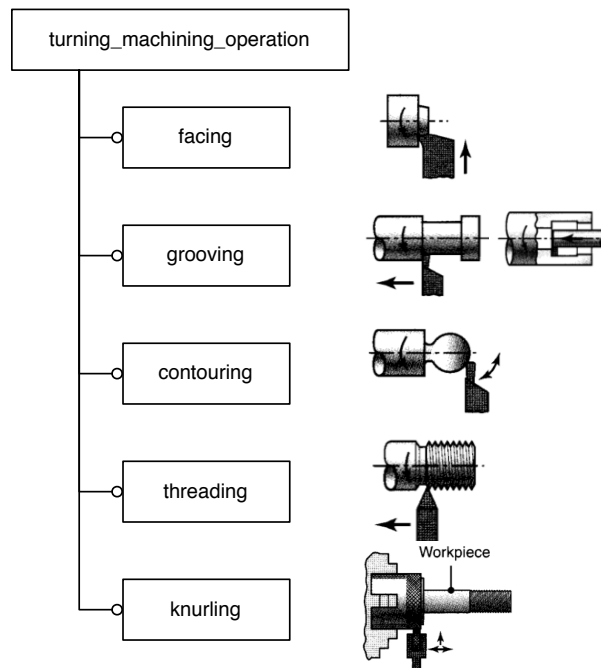 turning_machining_operation
facing
grooving
contouring
threading
Workpiece
knurling